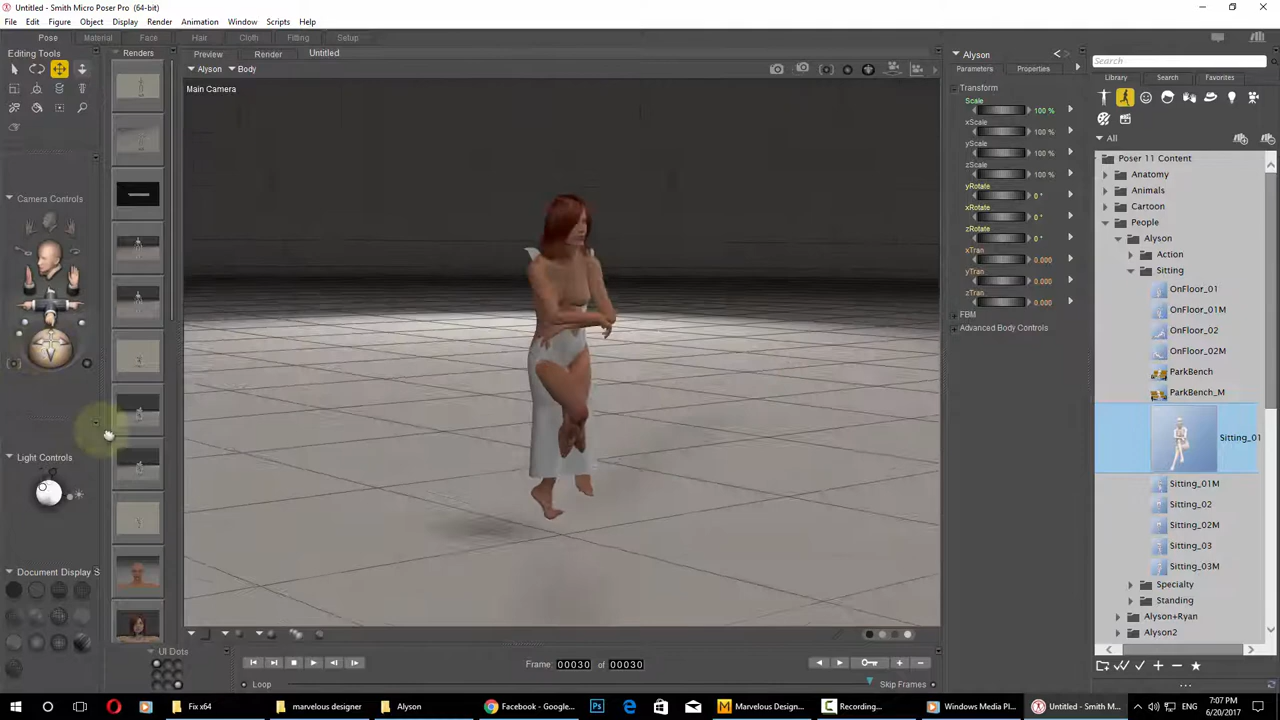 Untitled - Smith Micro Poser Pro (64-bit)
File Edit Figure Object Display Render Animation Window Scripts Help
Pose Material Face Hair Cloth Fitting Setup
Editing Tools
Renders
Preview Render Untitled
Alyson Body
Main Camera
Camera Controls
Light Controls
Document Display S
UI Dots
Frame: 00030 of 00030
Loop
Skip Frames
Alyson
Parameters Properties
Transform
Scale 100 %
xScale 100 %
yScale 100 %
zScale 100 %
yRotate 0 °
xRotate 0 °
zRotate 0 °
xTran 0.000
yTran 0.000
zTran 0.000
FBM
Advanced Body Controls
Search
Library Search Favorites
All
Poser 11 Content
Anatomy
Animals
Cartoon
People
Alyson
Action
Sitting
OnFloor_01
OnFloor_01M
OnFloor_02
OnFloor_02M
ParkBench
ParkBench_M
Sitting_01
Sitting_01M
Sitting_02
Sitting_02M
Sitting_03
Sitting_03M
Specialty
Standing
Alyson+Ryan
Alyson2
Fix x64
marvelous designer
Alyson
Facebook - Google...
Marvelous Design...
Recording...
Windows Media Pl...
Untitled - Smith Mi...
7:07 PM
6/20/2017